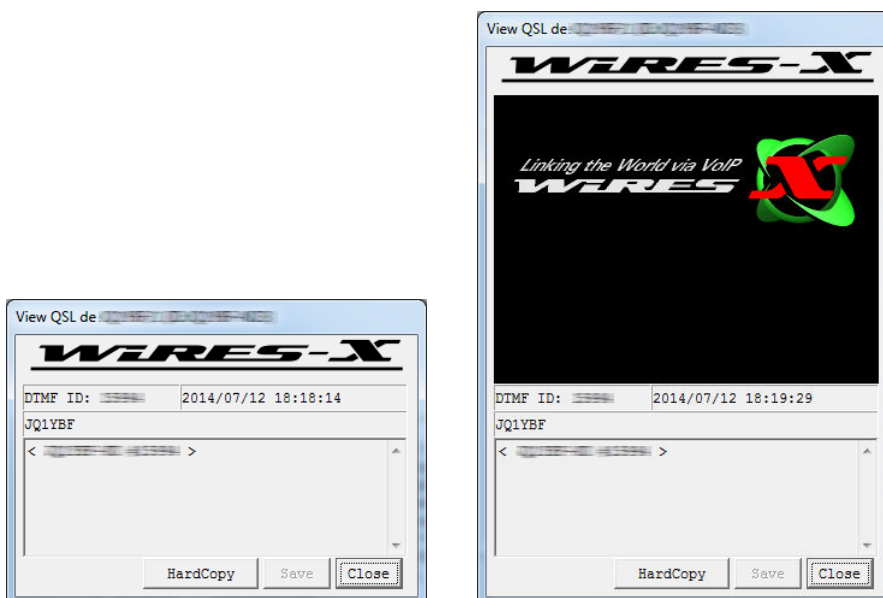 View QSL de
WIRES-X
DTMF ID:
2014/07/12 18:18:14
JQ1YBF
< >
HardCopy
Save
Close
View QSL de:
WIRES-X
Linking the World via VoIP
WIRES X
DTMF ID:
2014/07/12 18:19:29
JQ1YBF
< >
HardCopy
Save
Close